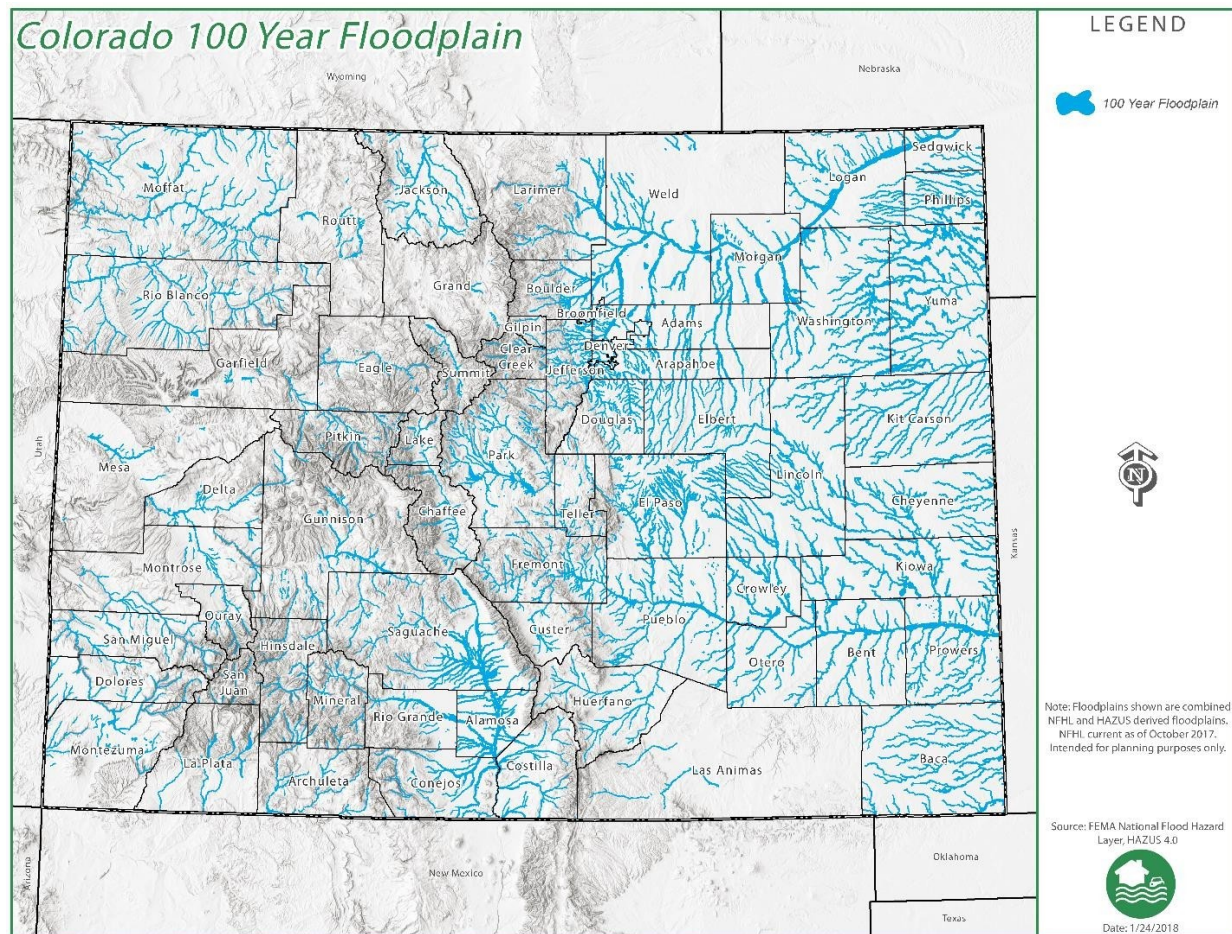 Colorado 100 Year Floodplain
LEGEND
100 Year Floodplain
Wyoming
Nebraska
Sedgwick
Logan
Moffat
Jackson
Larimer
Weld
Phillips
Routt
Morgan
Grand
Boulder
Rio Blanco
Yuma
Broomfield
Washington
Gilpin
Adams
Denver
Garfield
Clear
Creek
Eagle
Summit
Jefferson
Arapahoe
Douglas
Elbert
Kit Carson
Utah
Pitkin
Lake
Park
Mesa
Lincoln
Delta
El Paso
Cheyenne
Gunnison
Chaffee
Teller
Kansas
Montrose
Fremont
Kiowa
Crowley
Ouray
Pueblo
San Miguel
Saguache
Custer
Hinsdale
Otero
Bent
Prowers
Dolores
San
Juan
Mineral
Huerfano
Rio Grande
Alamosa
Montezuma
La Plata
Costilla
Las Animas
Baca
Archuleta
Conejos
N
Note: Floodplains shown are combined
NFHL and HAZUS derived floodplains.
NFHL current as of October 2017.
Intended for planning purposes only.
Source: FEMA National Flood Hazard
Layer, HAZUS 4.0
Arizona
New Mexico
Oklahoma
Texas
Date: 1/24/2018